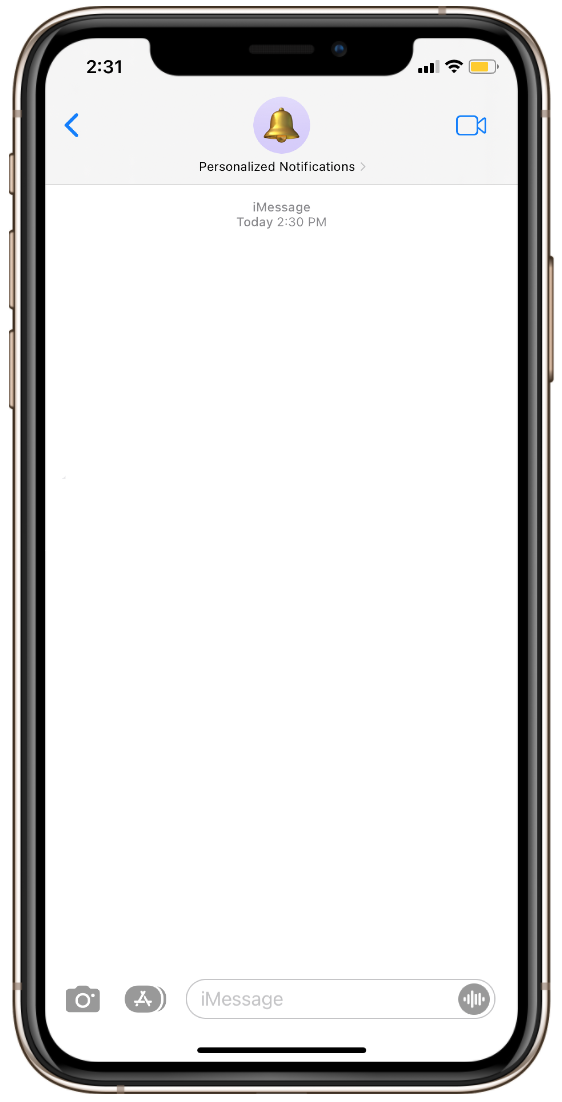 2:31
Personalized Notifications
iMessage
Today 2:30 PM
iMessage